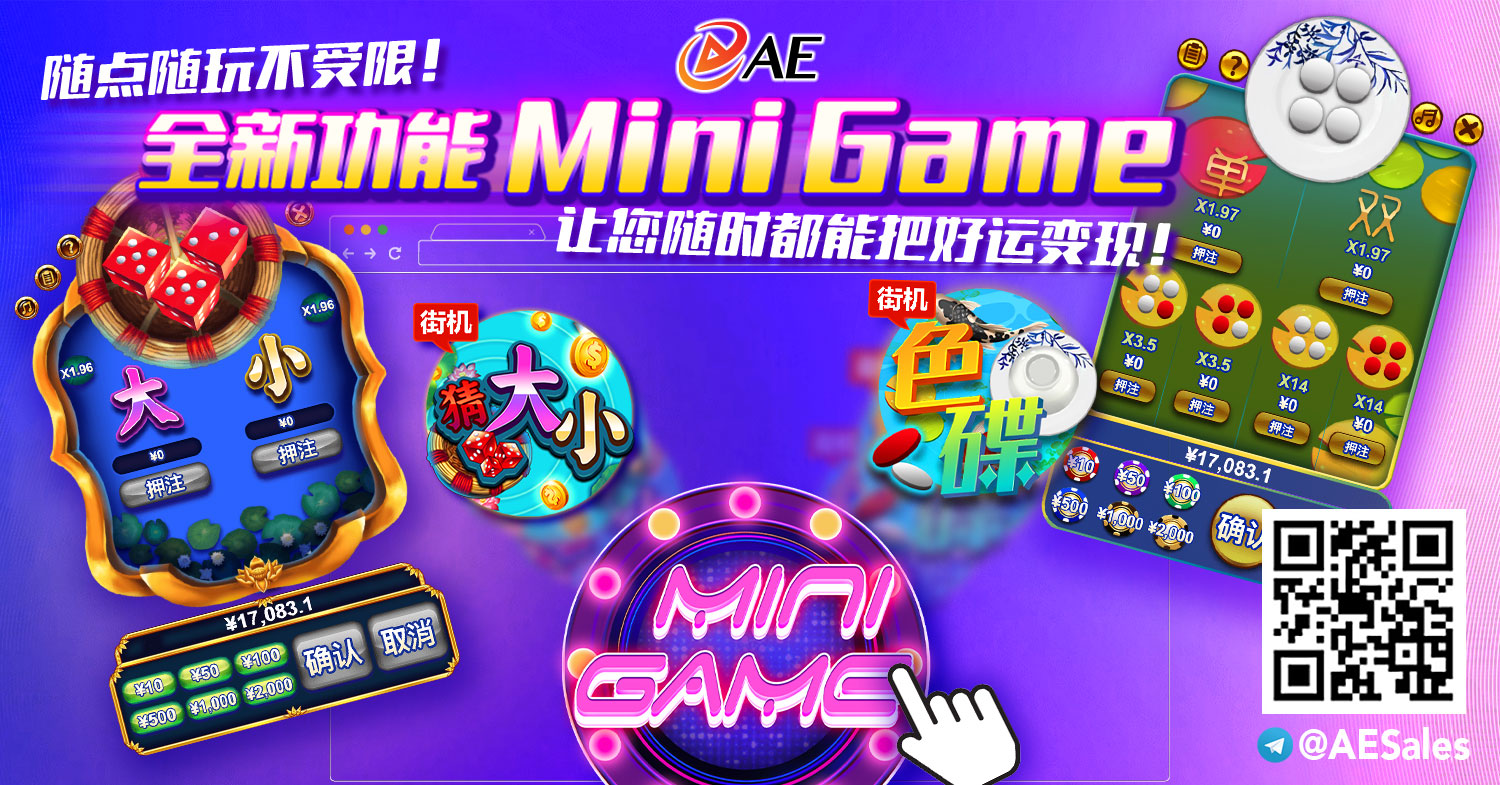 随点随玩不受限!
AE
全新功能 Mini Game
让您随时都能把好运变现!
X1.96
X1.96
大
小
¥0
¥0
押注
押注
¥17,083.1
¥10
¥50
¥100
¥500
¥1,000
¥2,000
确认
取消
街机
猜大小
街机
色碟
MINI
GAME
单
双
X1.97
¥0
押注
X1.97
¥0
押注
X3.5
¥0
押注
X3.5
¥0
押注
X14
¥0
押注
X14
¥0
押注
¥17,083.1
¥10
¥50
¥100
¥500
¥1,000
¥2,000
确认
@AESales